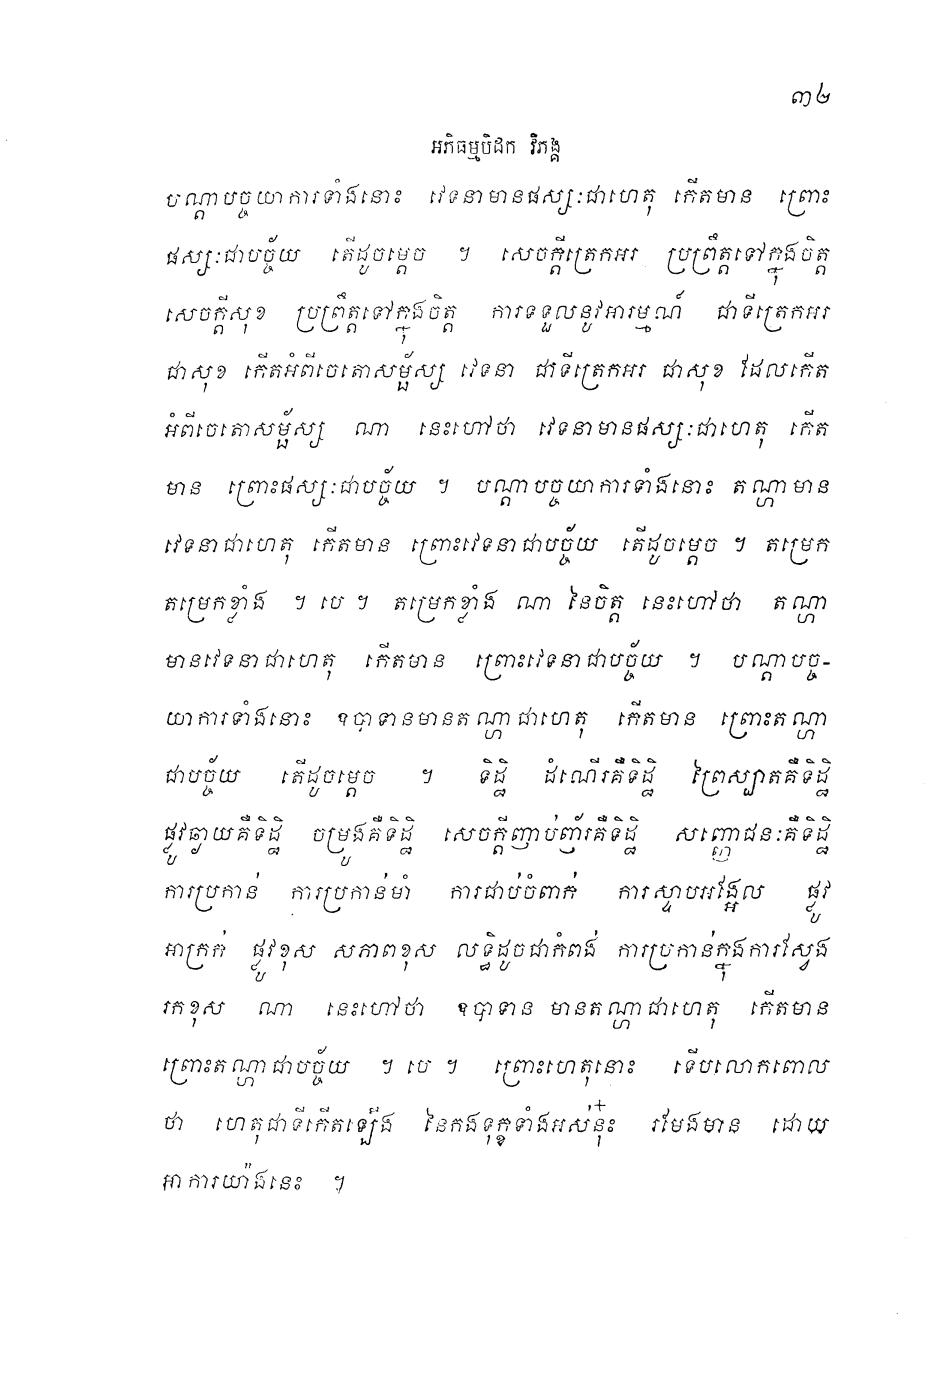 ៣៤
អភិធម្មបិដក វិភង្គ
បណ្តាបច្ចយាការទាំងនោះ វេទនាមានផស្សៈជាហេតុ កើតមាន ព្រោះ
ផស្សៈជាបច្ច័យ តើដូចម្តេច ។ សេចក្តីត្រេកអរ ប្រព្រឹត្តទៅក្នុងចិត្ត
សេចក្តីសុខ ប្រព្រឹត្តទៅក្នុងចិត្ត ការទទួលនូវអារម្មណ៍ ជាទីត្រេកអរ
ជាសុខ កើតអំពីចេតោសម្ផ័ស្ស វេទនា ជាទីត្រេកអរ ជាសុខ ដែលកើត
អំពីចេតោសម្ផ័ស្ស ណា នេះហៅថា វេទនាមានផស្សៈជាហេតុ កើត
មាន ព្រោះផស្សៈជាបច្ច័យ ។ បណ្តាបច្ចយាការទាំងនោះ តណ្ហាមាន
វេទនាជាហេតុ កើតមាន ព្រោះវេទនាជាបច្ច័យ តើដូចម្តេច ។ តម្រេក
តម្រេកខ្លាំង ។ បេ ។ តម្រេកខ្លាំង ណា នៃចិត្ត នេះហៅថា តណ្ហា
មានវេទនាជាហេតុ កើតមាន ព្រោះវេទនាជាបច្ច័យ ។ បណ្តាបច្ច-
យាការទាំងនោះ ឧបាទានមានតណ្ហាជាហេតុ កើតមាន ព្រោះតណ្ហា
ជាបច្ច័យ តើដូចម្តេច ។ ទិដ្ឋិ ដំណើរគឺទិដ្ឋិ ព្រៃស្បាតគឺទិដ្ឋិ
ផ្លូវឆ្ងាយគឺទិដ្ឋិ ចម្រូងគឺទិដ្ឋិ សេចក្តីញាប់ញ័រគឺទិដ្ឋិ សញ្ញោជនៈគឺទិដ្ឋិ
ការប្រកាន់ ការប្រកាន់មាំ ការជាប់ចំពាក់ ការស្ទាបអង្អែល ផ្លូវ
អាក្រក់ ផ្លូវខុស សភាពខុស លទ្ធិដូចជាកំពង់ ការប្រកាន់ក្នុងការស្វែង
រកខុស ណា នេះហៅថា ឧបាទាន មានតណ្ហាជាហេតុ កើតមាន
ព្រោះតណ្ហាជាបច្ច័យ ។ បេ ។ ព្រោះហេតុនោះ ទើបលោកពោល
ថា ហេតុជាទីកើតឡើង នៃកងទុក្ខទាំងអស់នុ៎ះ រមែងមាន ដោយ
អាការយ៉ាងនេះ ។